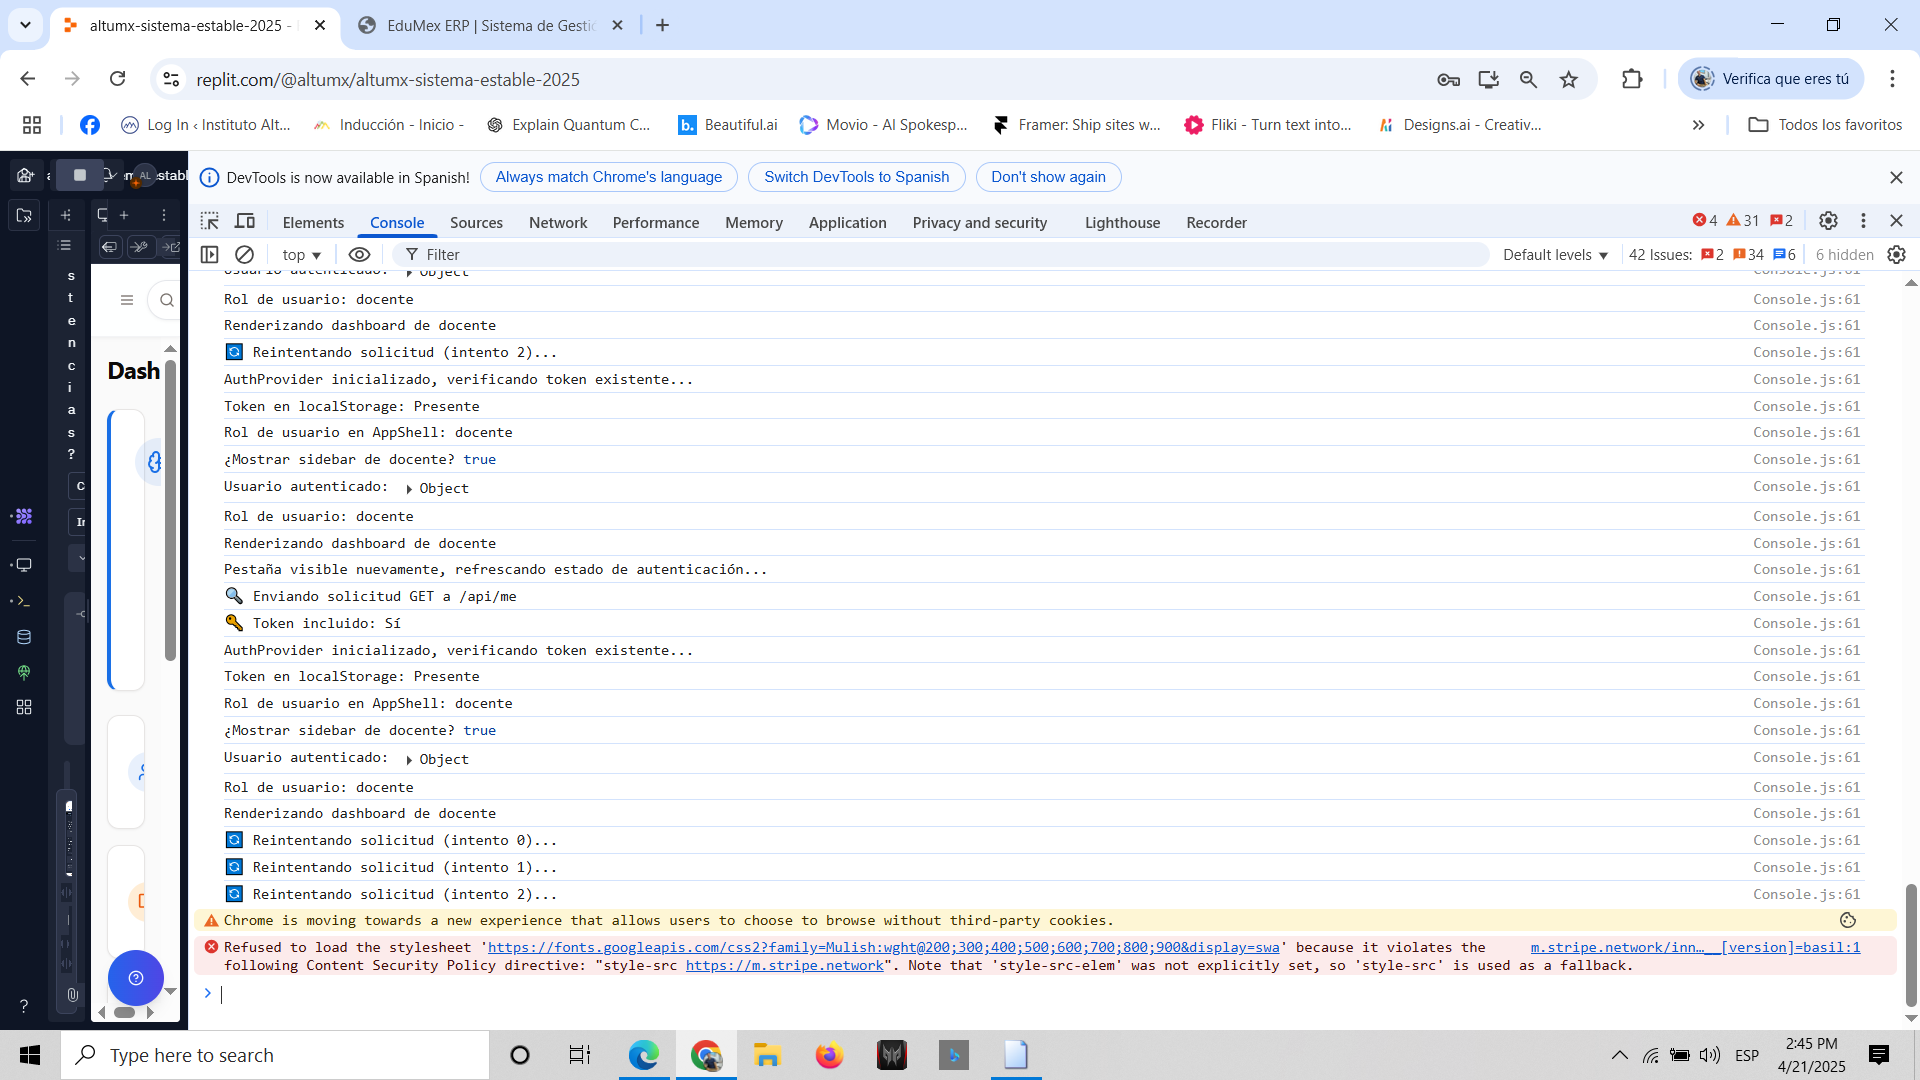 altumx-sistema-estable-2025 -
EduMex ERP | Sistema de Gesti
replit.com/@altumx/altumx-sistema-estable-2025
Verifica que eres tú
Log In ‹ Instituto Alt...
Inducción - Inicio -
Explain Quantum C...
Beautiful.ai
Movio - AI Spokesp...
Framer: Ship sites w...
Fliki - Turn text into...
Designs.ai - Creativ...
Todos los favoritos
AL
DevTools is now available in Spanish!
Always match Chrome's language
Switch DevTools to Spanish
Don't show again
Elements
Console
Sources
Network
Performance
Memory
Application
Privacy and security
Lighthouse
Recorder
4
31
2
top
Filter
Default levels
42 Issues:
2
34
6
6 hidden
s
t
e
n
c
i
a
s
?
Dash
Usuario autenticado: Object Console.js:61
Rol de usuario: docente Console.js:61
Renderizando dashboard de docente Console.js:61
Reintentando solicitud (intento 2)... Console.js:61
AuthProvider inicializado, verificando token existente... Console.js:61
Token en localStorage: Presente Console.js:61
Rol de usuario en AppShell: docente Console.js:61
¿Mostrar sidebar de docente? true Console.js:61
Usuario autenticado: Object Console.js:61
Rol de usuario: docente Console.js:61
Renderizando dashboard de docente Console.js:61
Pestaña visible nuevamente, refrescando estado de autenticación... Console.js:61
Enviando solicitud GET a /api/me Console.js:61
Token incluido: Sí Console.js:61
AuthProvider inicializado, verificando token existente... Console.js:61
Token en localStorage: Presente Console.js:61
Rol de usuario en AppShell: docente Console.js:61
¿Mostrar sidebar de docente? true Console.js:61
Usuario autenticado: Object Console.js:61
Rol de usuario: docente Console.js:61
Renderizando dashboard de docente Console.js:61
Reintentando solicitud (intento 0)... Console.js:61
Reintentando solicitud (intento 1)... Console.js:61
Reintentando solicitud (intento 2)... Console.js:61
Chrome is moving towards a new experience that allows users to choose to browse without third-party cookies.
Refused to load the stylesheet 'https://fonts.googleapis.com/css2?family=Mulish:wght@200;300;400;500;600;700;800;900&display=swa' because it violates the m.stripe.network/inn…__[version]=basil:1
following Content Security Policy directive: "style-src https://m.stripe.network". Note that 'style-src-elem' was not explicitly set, so 'style-src' is used as a fallback.
Type here to search
ESP
2:45 PM
4/21/2025